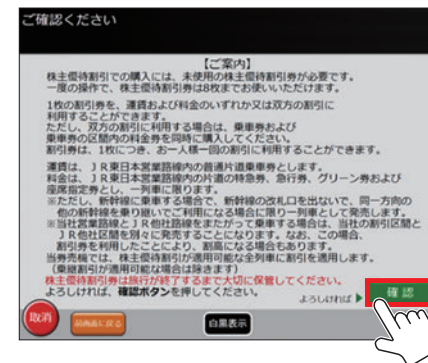 ご確認ください
【ご案内】
株主優待割引での購入には、未使用の株主優待割引券が必要です。
一度の操作で、株主優待割引券は8枚までお使いいただけます。
1枚の割引券を、運賃および料金のいずれか又は双方の割引に
利用することができます。
ただし、双方の割引に利用する場合は、乗車券および
乗車券の区間内の料金券を同時に購入してください。
割引券は、1枚につき、お一人様一回の割引に利用することができます。
運賃は、JR東日本営業路線内の普通片道乗車券とします。
料金は、JR東日本営業路線内の片道の特急券、急行券、グリーン券および
座席指定券とし、一列車に限ります。
※ただし、新幹線に乗車する場合で、新幹線の改札口を出ないで、同一方向の
他の新幹線を乗り継いでご利用になる場合に限り一列車として発売します。
※当社営業路線とJR他社路線をまたがって乗車する場合は、当社の割引区間と
JR他社区間を別々に発売することになります。なお、この場合、
割引券を利用したことにより、割高になる場合もあります。
当券売機では、株主優待割引が適用可能な全列車に割引を適用します。
（乗継割引が適用可能な場合は除きます）
株主優待割引券は旅行が終了するまで大切に保管してください。
よろしければ、確認ボタンを押してください。
よろしければ▶
確認
取消
前画面に戻る
白黒表示